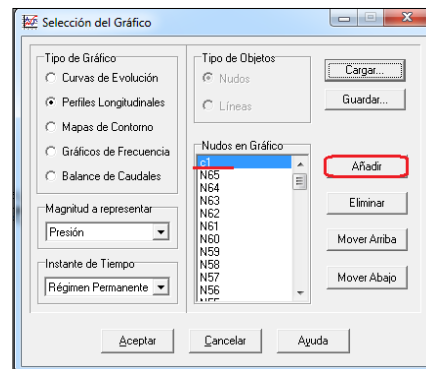 Selección del Gráfico
Tipo de Gráfico
Curvas de Evolución
Perfiles Longitudinales
Mapas de Contorno
Gráficos de Frecuencia
Balance de Caudales
Magnitud a representar
Presión
Instante de Tiempo
Régimen Permanente
Tipo de Objetos
Nudos
Líneas
Nudos en Gráfico
c1
N65
N64
N63
N62
N61
N60
N59
N58
N57
N56
N55
Cargar...
Guardar...
Añadir
Eliminar
Mover Arriba
Mover Abajo
Aceptar
Cancelar
Ayuda